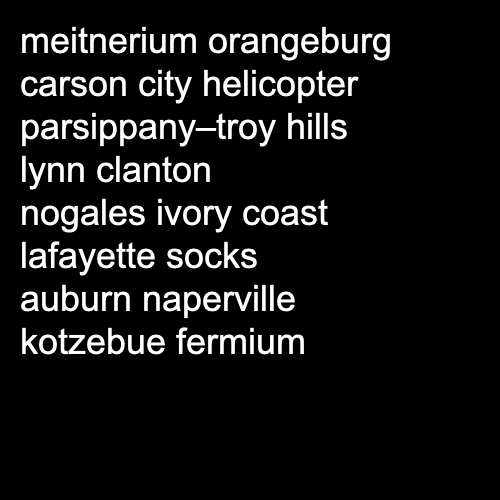 meitnerium orangeburg
carson city helicopter
parsippany–troy hills
lynn clanton
nogales ivory coast
lafayette socks
auburn naperville
kotzebue fermium